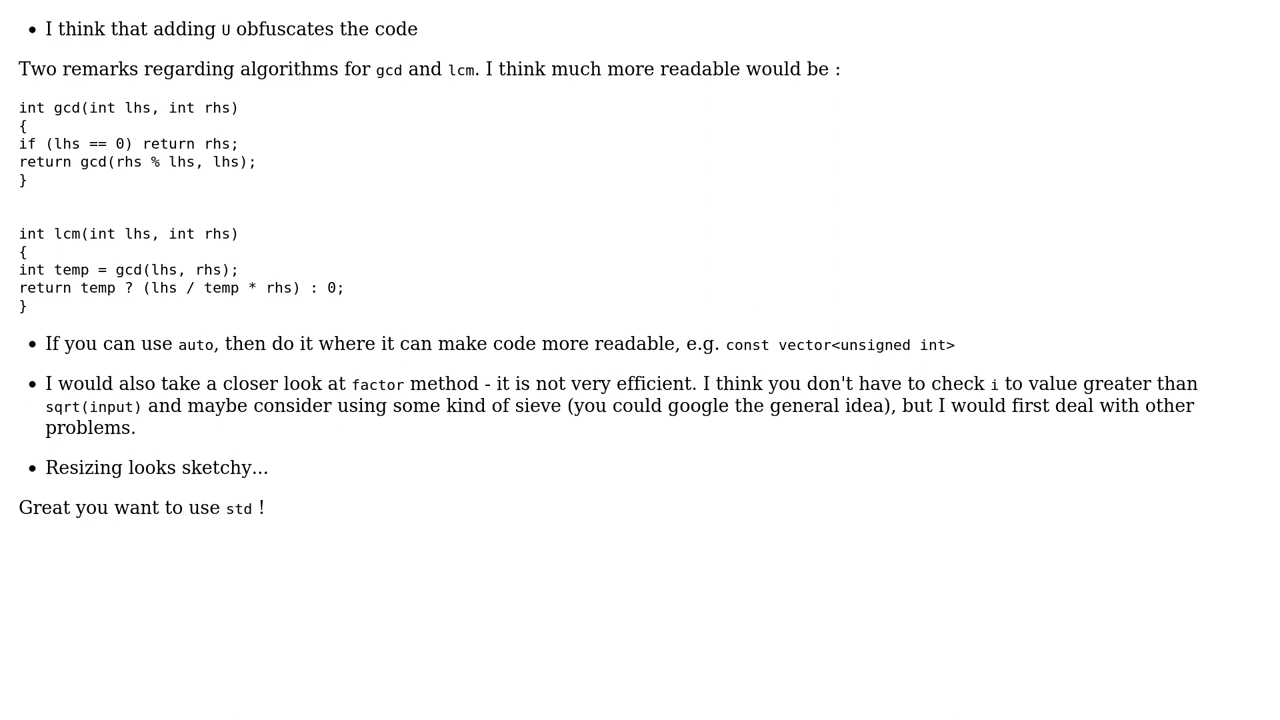 I think that adding U obfuscates the code
Two remarks regarding algorithms for gcd and lcm. I think much more readable would be :
int gcd(int lhs, int rhs)
{
if (lhs == 0) return rhs;
return gcd(rhs % lhs, lhs);
}
int lcm(int lhs, int rhs)
{
int temp = gcd(lhs, rhs);
return temp ? (lhs / temp * rhs) : 0;
}
If you can use auto, then do it where it can make code more readable, e.g. const vector<unsigned int>
I would also take a closer look at factor method - it is not very efficient. I think you don't have to check i to value greater than
sqrt(input) and maybe consider using some kind of sieve (you could google the general idea), but I would first deal with other
problems.
Resizing looks sketchy...
Great you want to use std !